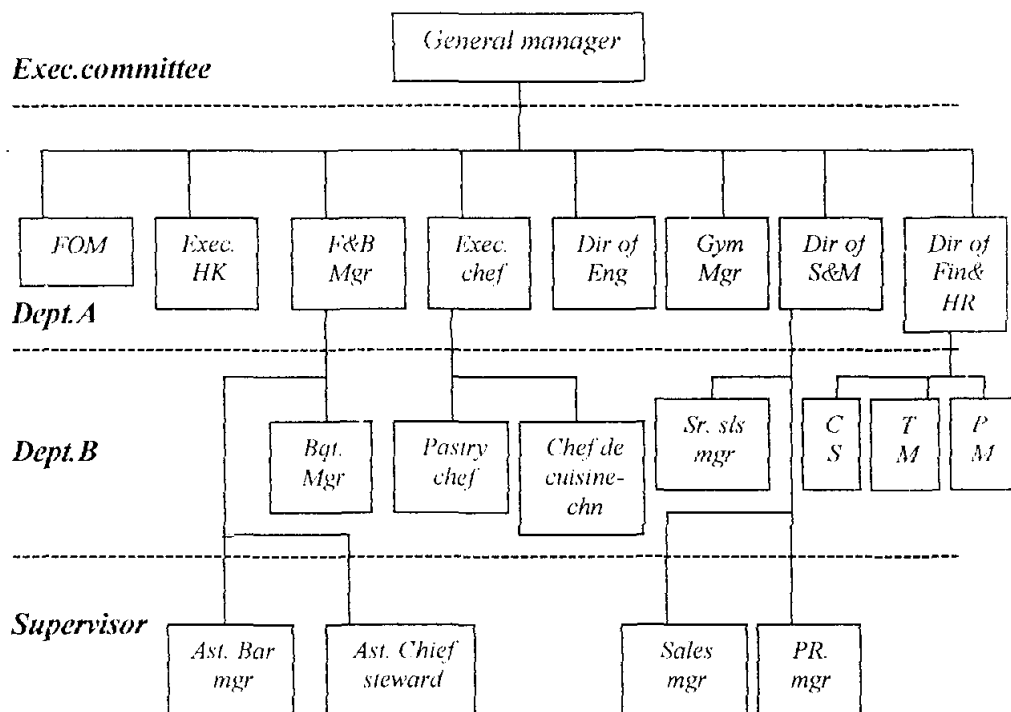 General manager
Exec.committee
FOM
Exec.
HK
F&B
Mgr
Exec.
chef
Dir of
Eng
Gym
Mgr
Dir of
S&M
Dir of
Fin&
HR
Dept.A
Dept.B
Bqt.
Mgr
Pastry
chef
Chef de
cuisine-
chn
Sr. sls
mgr
C
S
T
M
P
M
Supervisor
Ast. Bar
mgr
Ast. Chief
steward
Sales
mgr
PR.
mgr